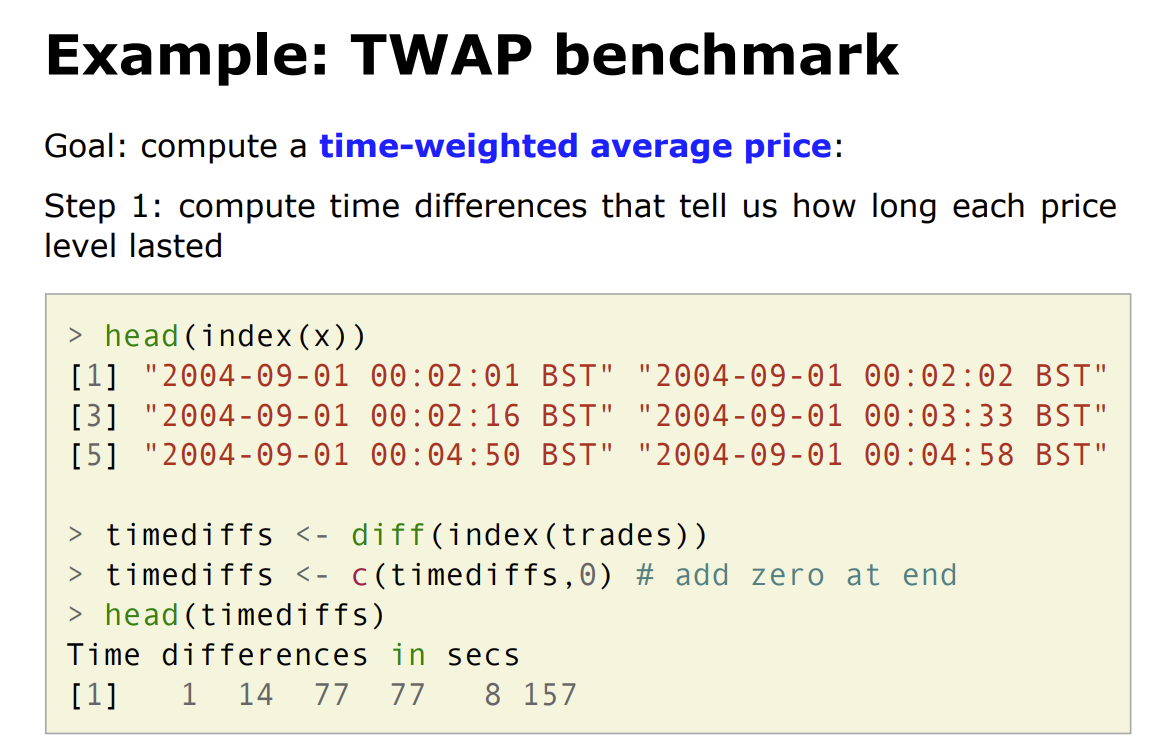 Example: TWAP benchmark
Goal: compute a time-weighted average price:
Step 1: compute time differences that tell us how long each price
level lasted
> head(index(x))
[1] "2004-09-01 00:02:01 BST" "2004-09-01 00:02:02 BST"
[3] "2004-09-01 00:02:16 BST" "2004-09-01 00:03:33 BST"
[5] "2004-09-01 00:04:50 BST" "2004-09-01 00:04:58 BST"
> timediffs <- diff(index(trades))
> timediffs <- c(timediffs,0) # add zero at end
> head(timediffs)
Time differences in secs
[1]   1  14  77  77   8 157